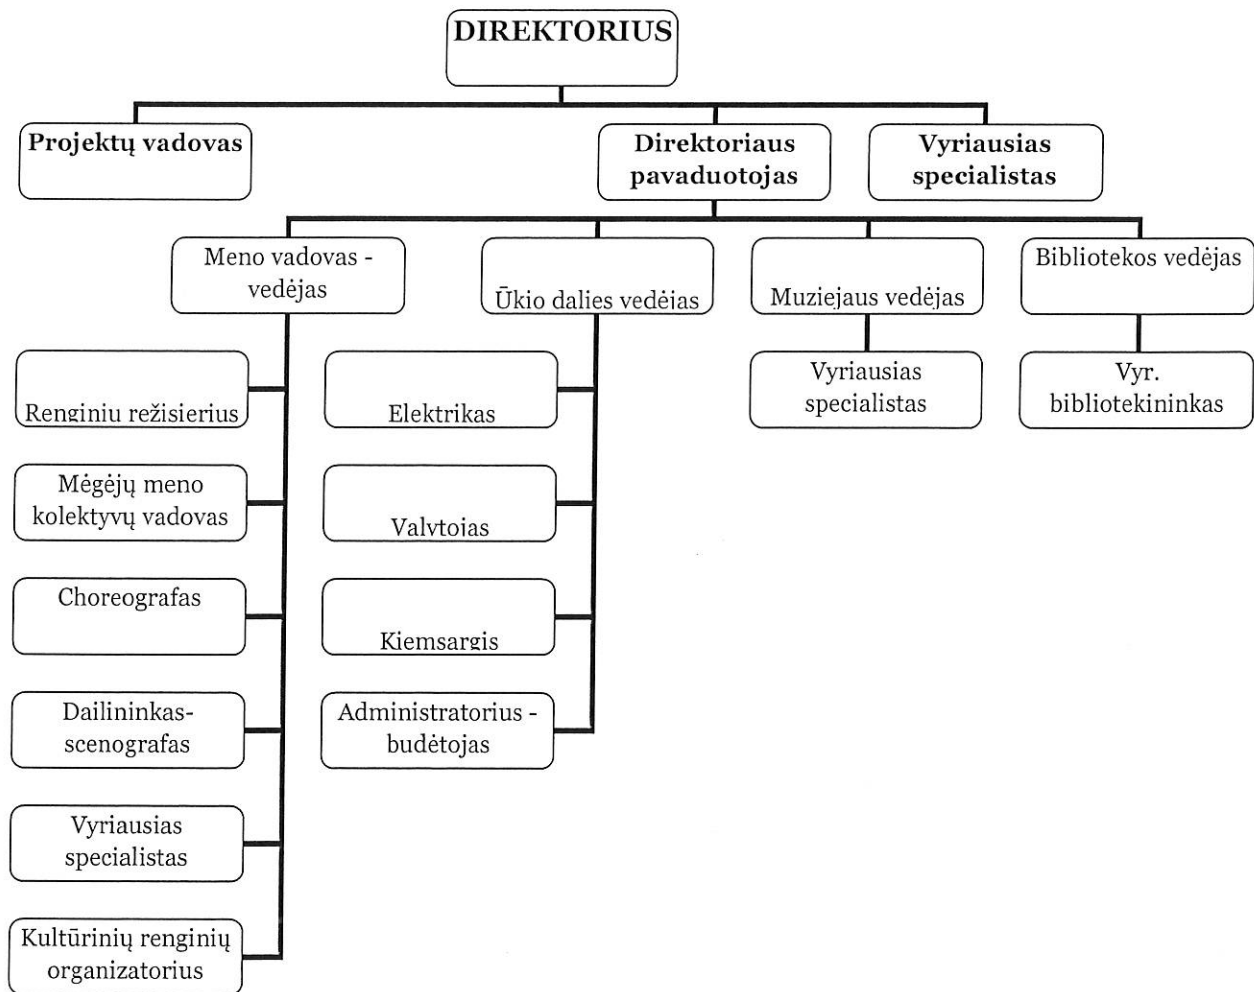 DIREKTORIUS
Projektų vadovas
Direktoriaus
pavaduotojas
Vyriausias
specialistas
Meno vadovas -
vedėjas
Ūkio dalies vedėjas
Muziejaus vedėjas
Bibliotekos vedėjas
Renginių režisierius
Elektrikas
Vyriausias
specialistas
Vyr.
bibliotekininkas
Mėgėjų meno
kolektyvų vadovas
Valytojas
Choreografas
Kiemsargis
Dailininkas-
scenografas
Administratorius -
budėtojas
Vyriausias
specialistas
Kultūrinių renginių
organizatorius